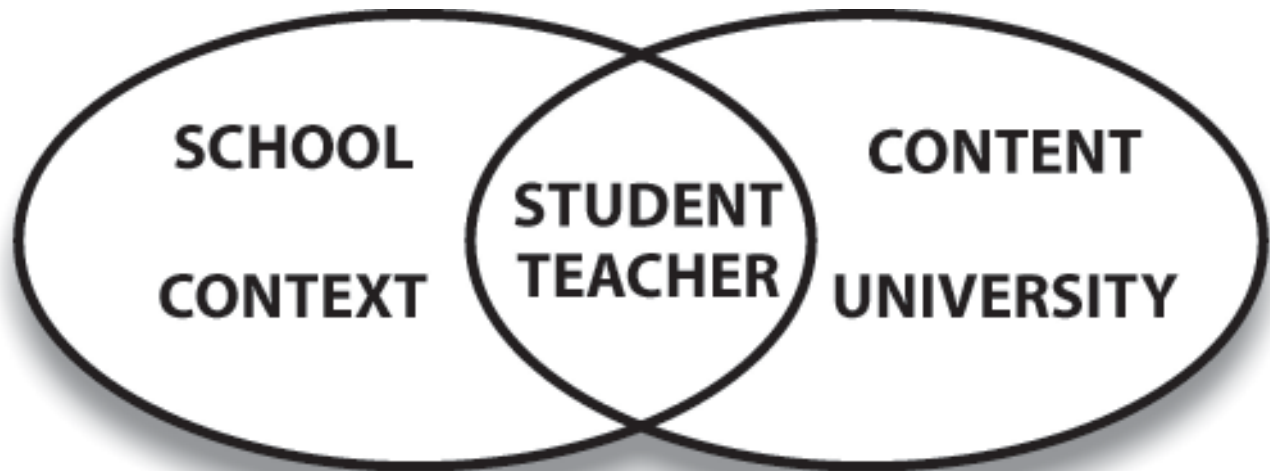 SCHOOL
CONTEXT
STUDENT
TEACHER
CONTENT
UNIVERSITY